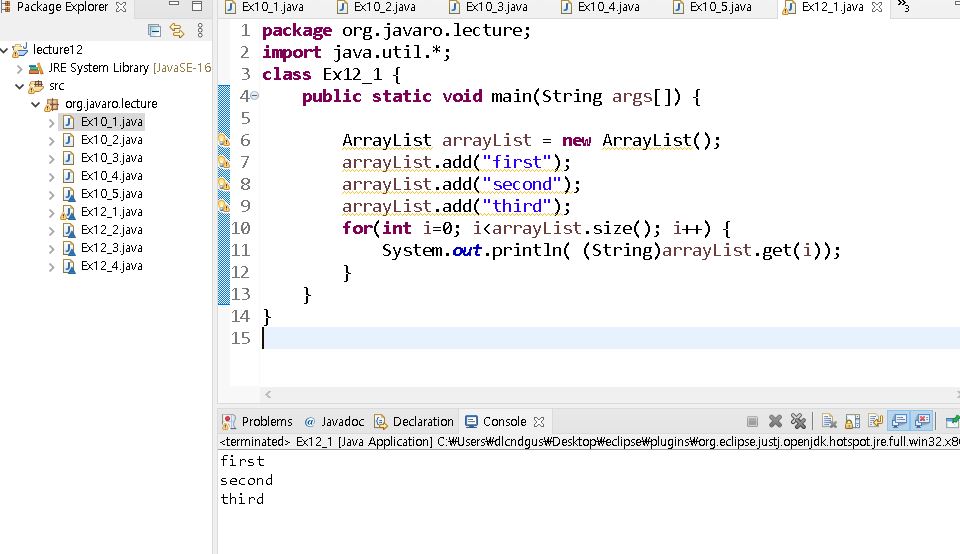 Package Explorer
lecture12
JRE System Library [JavaSE-16
src
org.javaro.lecture
Ex10_1.java
Ex10_2.java
Ex10_3.java
Ex10_4.java
Ex10_5.java
Ex12_1.java
Ex12_2.java
Ex12_3.java
Ex12_4.java
Ex10_1.java Ex10_2.java Ex10_3.java Ex10_4.java Ex10_5.java Ex12_1.java »3
1 package org.javaro.lecture;
2 import java.util.*;
3 class Ex12_1 {
4 public static void main(String args[]) {
5
6 ArrayList arrayList = new ArrayList();
7 arrayList.add("first");
8 arrayList.add("second");
9 arrayList.add("third");
10 for(int i=0; i<arrayList.size(); i++) {
11 System.out.println( (String)arrayList.get(i));
12 }
13 }
14 }
15
Problems @ Javadoc Declaration Console
<terminated> Ex12_1 [Java Application] C:₩Users₩dlcndgus₩Desktop₩eclipse₩plugins₩org.eclipse.justj.openjdk.hotspot.jre.full.win32.x8
first
second
third